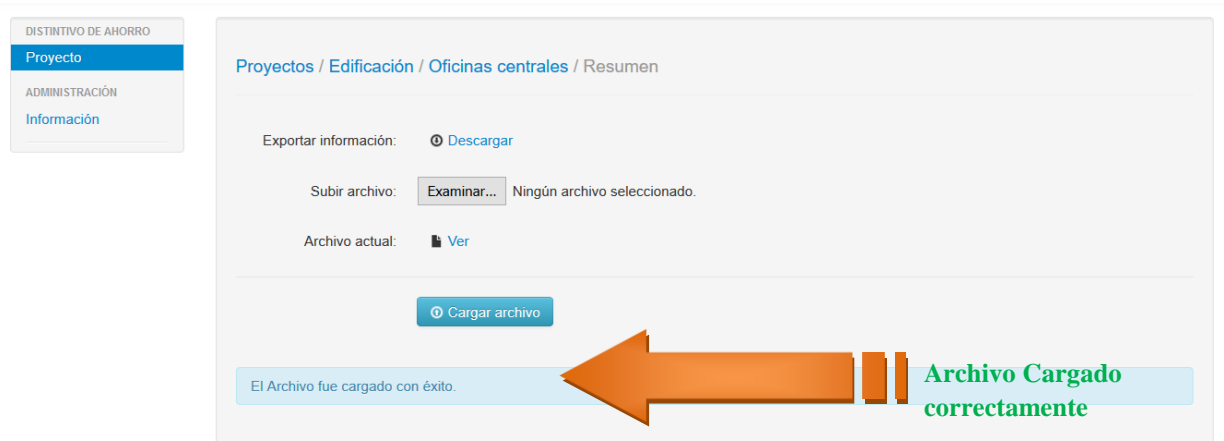 DISTINTIVO DE AHORRO
Proyecto
ADMINISTRACIÓN
Información
Proyectos / Edificación / Oficinas centrales / Resumen
Exportar información: Descargar
Subir archivo: Examinar... Ningún archivo seleccionado.
Archivo actual: Ver
Cargar archivo
El Archivo fue cargado con éxito.
Archivo Cargado
correctamente